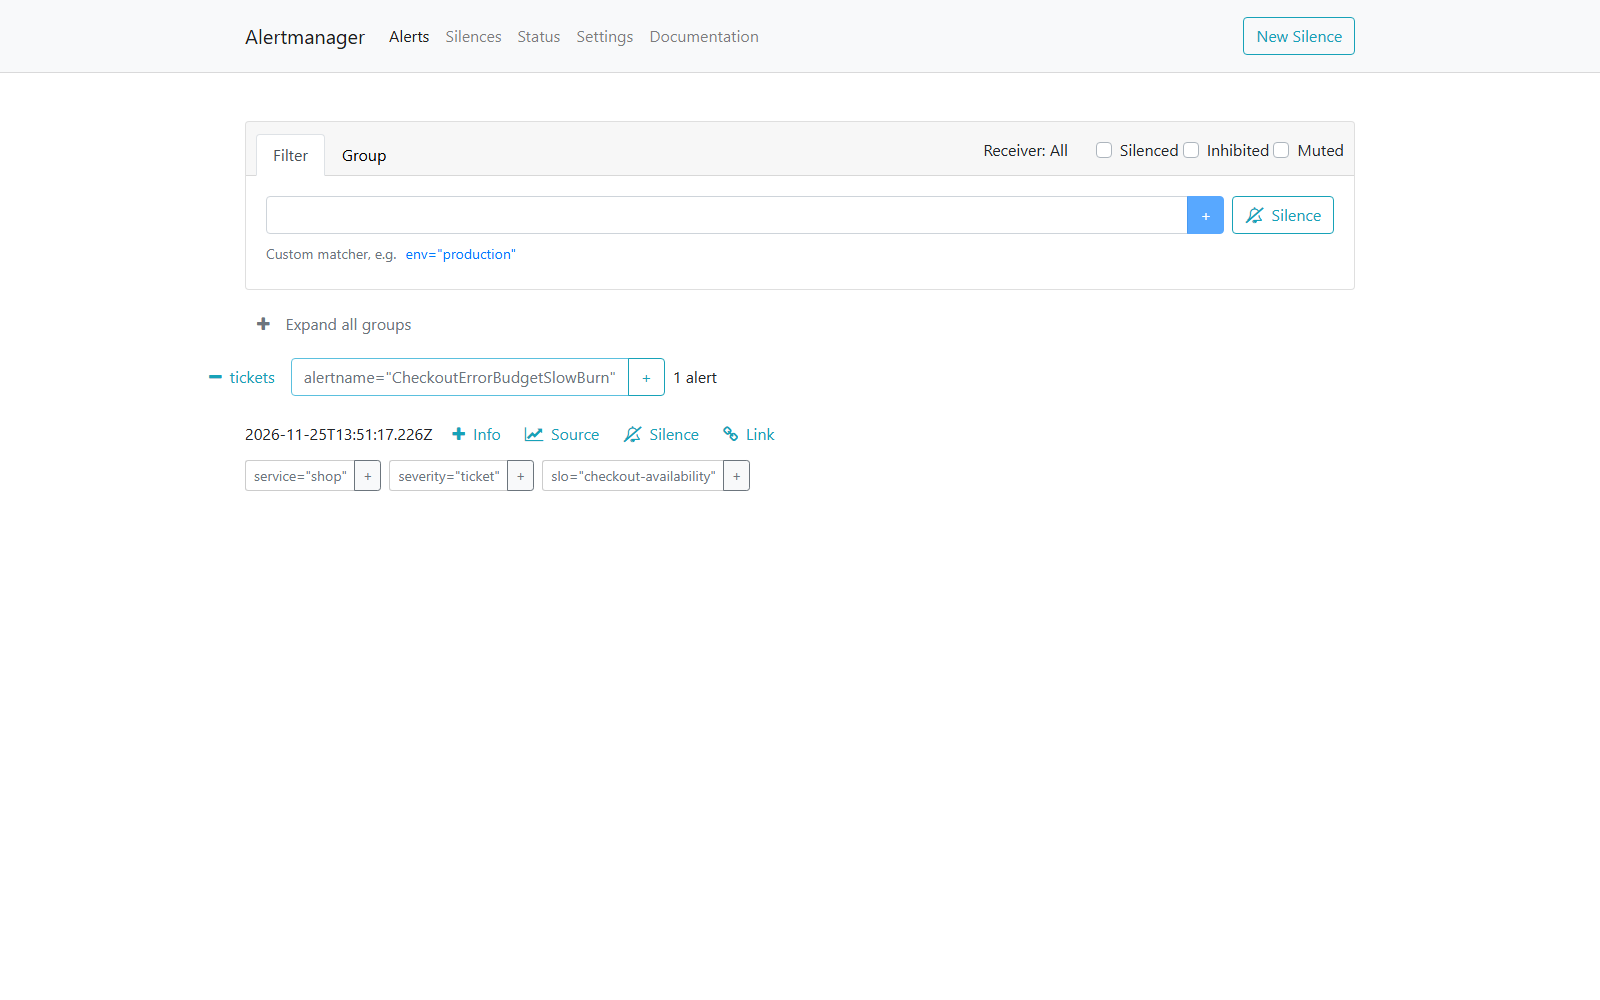 Alertmanager Alerts Silences Status Settings Documentation New Silence
Filter Group Receiver: All Silenced Inhibited Muted
+ Silence
Custom matcher, e.g. env="production"
+ Expand all groups
− tickets alertname="CheckoutErrorBudgetSlowBurn" + 1 alert
2026-11-25T13:51:17.226Z + Info Source Silence Link
service="shop" + severity="ticket" + slo="checkout-availability" +